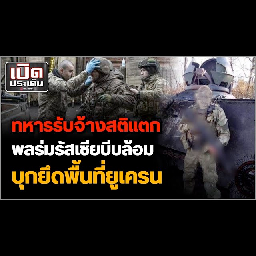 เปิด
ประเด็น
ทหารรับจ้างสติแตก
พลร่มรัสเซียบีบล้อม
บุกยึดพื้นที่ยูเครน